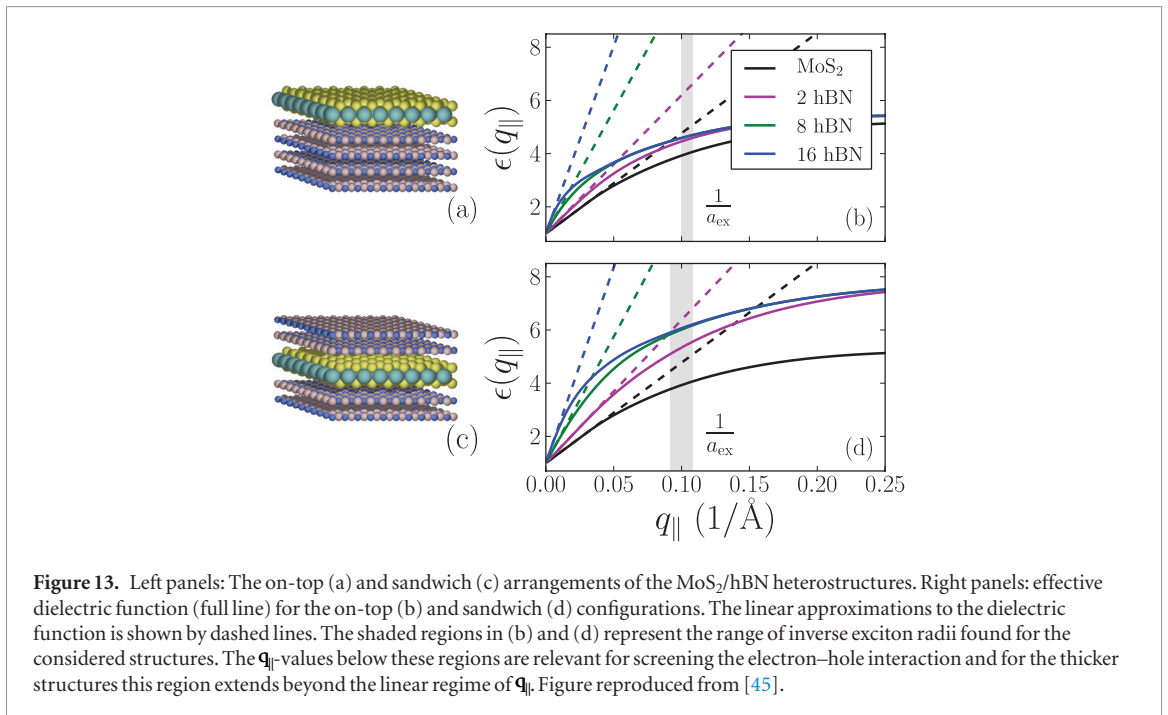 8
6
4
2
ϵ(q∥)
MoS₂
2 hBN
8 hBN
16 hBN
1
a_ex
(a)
(b)
8
6
4
2
ϵ(q∥)
1
a_ex
(c)
(d)
0.00 0.05 0.10 0.15 0.20 0.25
q∥ (1/Å)
Figure 13. Left panels: The on-top (a) and sandwich (c) arrangements of the MoS₂/hBN heterostructures. Right panels: effective
dielectric function (full line) for the on-top (b) and sandwich (d) configurations. The linear approximations to the dielectric
function is shown by dashed lines. The shaded regions in (b) and (d) represent the range of inverse exciton radii found for the
considered structures. The q∥-values below these regions are relevant for screening the electron–hole interaction and for the thicker
structures this region extends beyond the linear regime of q∥. Figure reproduced from [45].